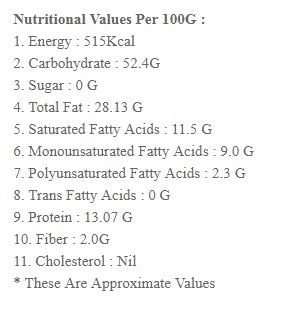 Nutritional Values Per 100G :
1. Energy : 515Kcal
2. Carbohydrate : 52.4G
3. Sugar : 0 G
4. Total Fat : 28.13 G
5. Saturated Fatty Acids : 11.5 G
6. Monounsaturated Fatty Acids : 9.0 G
7. Polyunsaturated Fatty Acids : 2.3 G
8. Trans Fatty Acids : 0 G
9. Protein : 13.07 G
10. Fiber : 2.0G
11. Cholesterol : Nil
* These Are Approximate Values